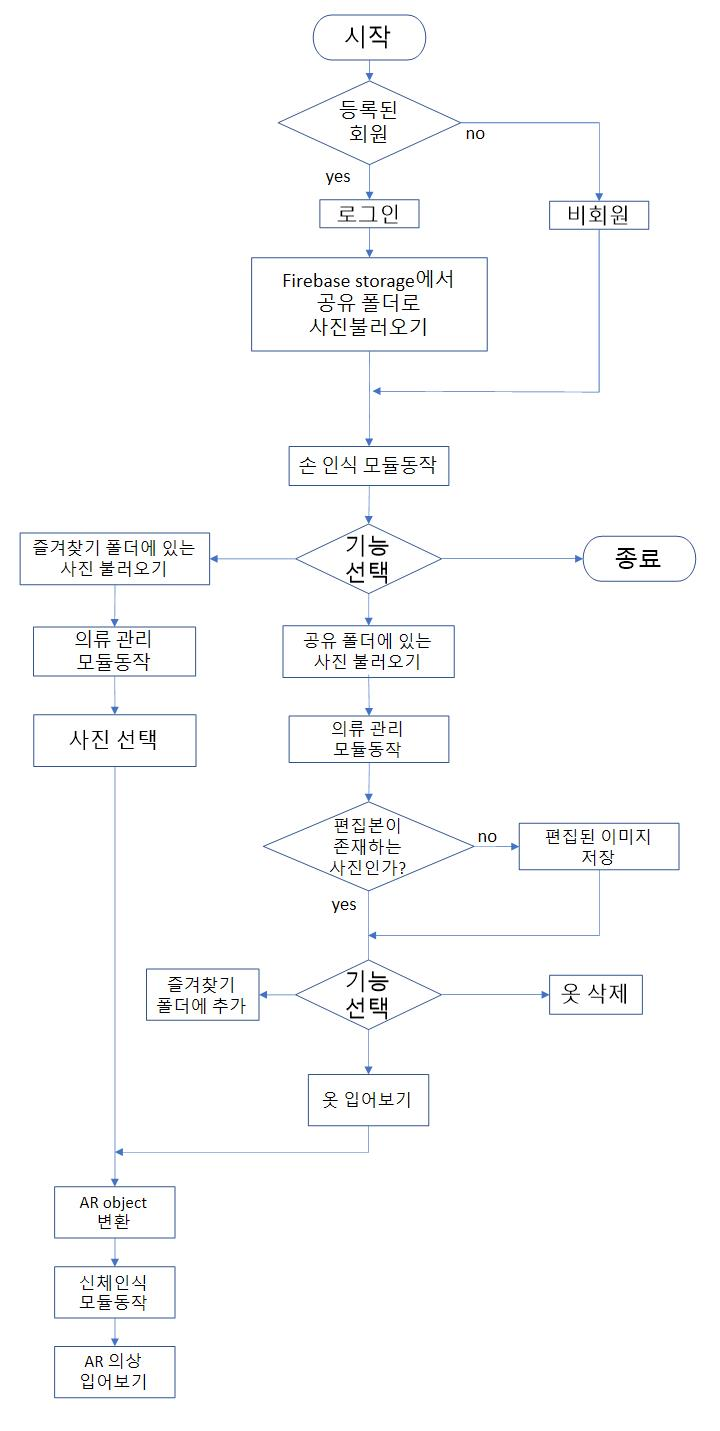 시작
등록된
회원
no
yes
로그인
비회원
Firebase storage에서
공유 폴더로
사진불러오기
손 인식 모듈동작
즐겨찾기 폴더에 있는
사진 불러오기
기능
선택
종료
의류 관리
모듈동작
공유 폴더에 있는
사진 불러오기
사진 선택
의류 관리
모듈동작
편집본이
존재하는
사진인가?
no
편집된 이미지
저장
yes
즐겨찾기
폴더에 추가
기능
선택
옷 삭제
옷 입어보기
AR object
변환
신체인식
모듈동작
AR 의상
입어보기